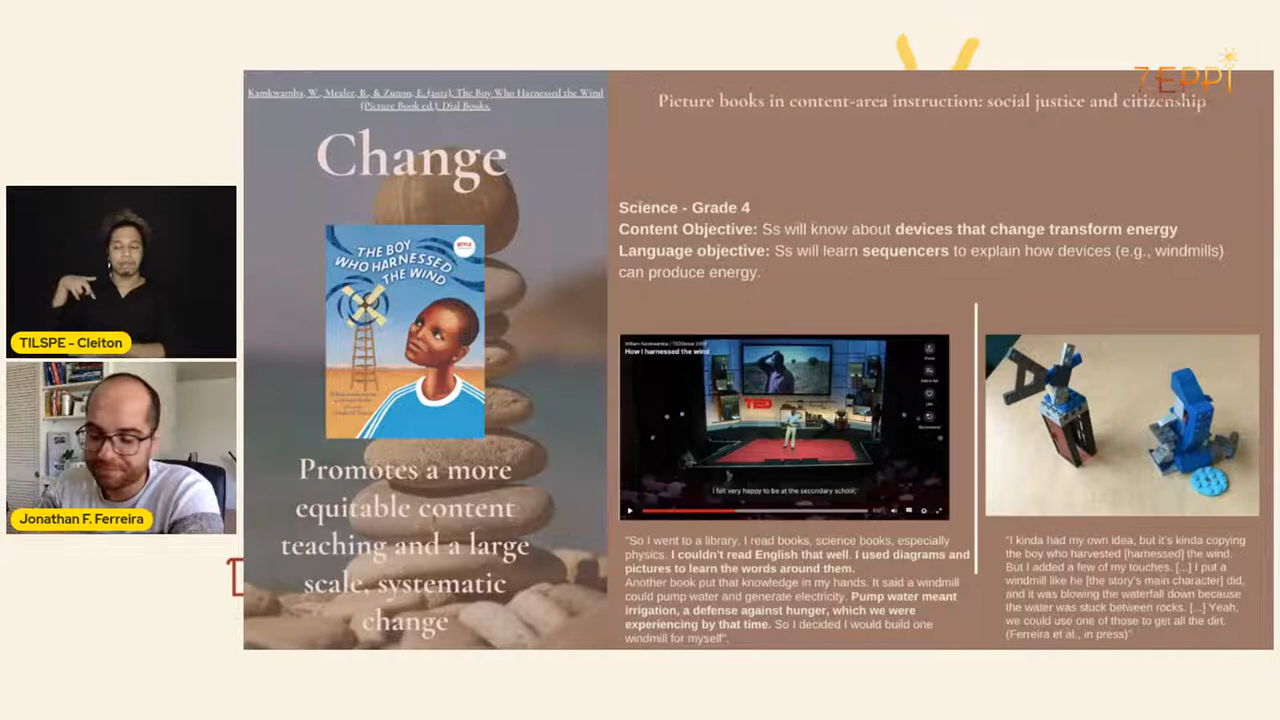 7EPPI
TILSPE - Cleiton
Jonathan F. Ferreira
Kamkwamba, W., Mealer, B., & Zunon, E. (2012). The Boy Who Harnessed the Wind
(Picture Book ed.). Dial Books.
Change
THE BOY
WHO HARNESSED
THE WIND
NETFLIX
Promotes a more
equitable content
teaching and a large
scale, systematic
change
Picture books in content-area instruction: social justice and citizenship
Science - Grade 4
Content Objective: Ss will know about devices that change transform energy
Language objective: Ss will learn sequencers to explain how devices (e.g., windmills)
can produce energy.
William Kamkwamba | TEDGlobal 2009
How I harnessed the wind
TED
Share
Add to list
Like
I felt very happy to be at the secondary school,
"So I went to a library. I read books, science books, especially
physics. I couldn't read English that well. I used diagrams and
pictures to learn the words around them.
Another book put that knowledge in my hands. It said a windmill
could pump water and generate electricity. Pump water meant
irrigation, a defense against hunger, which we were
experiencing by that time. So I decided I would build one
windmill for myself".
"I kinda had my own idea, but it's kinda copying
the boy who harvested [harnessed] the wind.
But I added a few of my touches. [...] I put a
windmill like he [the story's main character] did,
and it was blowing the waterfall down because
the water was stuck between rocks. [...] Yeah,
we could use one of those to get all the dirt.
(Ferreira et al., in press)"